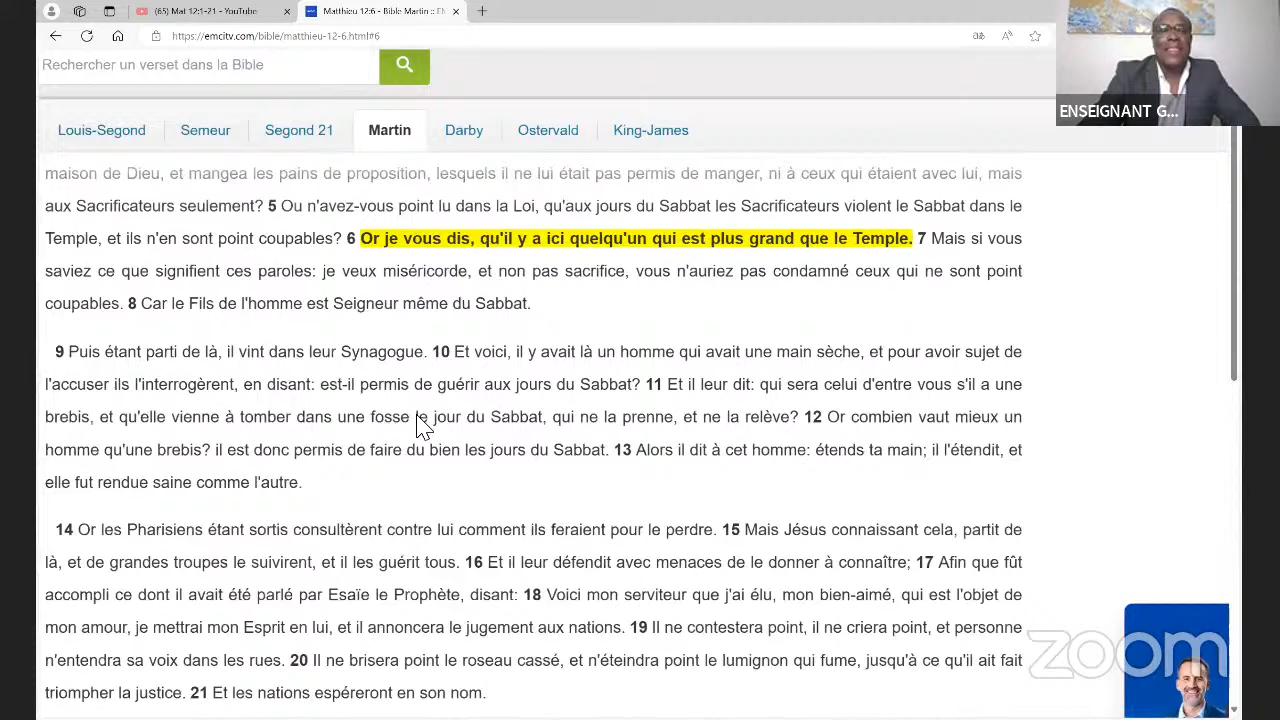 (65) Mat 12:1-21 - YouTube
Matthieu 12:6 - Martin - Bible en
https://emcitv.com/bible/matthieu-12-6.html#6
Rechercher un verset dans la Bible
ENSEIGNANT G...
Louis-Segond Semeur Segond 21 Martin Darby Ostervald King-James
maison de Dieu, et mangea les pains de proposition, lesquels il ne lui était pas permis de manger, ni à ceux qui étaient avec lui, mais
aux Sacrificateurs seulement? 5 Ou n'avez-vous point lu dans la Loi, qu'aux jours du Sabbat les Sacrificateurs violent le Sabbat dans le
Temple, et ils n'en sont point coupables? 6 Or je vous dis, qu'il y a ici quelqu'un qui est plus grand que le Temple. 7 Mais si vous
saviez ce que signifient ces paroles: je veux miséricorde, et non pas sacrifice, vous n'auriez pas condamné ceux qui ne sont point
coupables. 8 Car le Fils de l'homme est Seigneur même du Sabbat.
9 Puis étant parti de là, il vint dans leur Synagogue. 10 Et voici, il y avait là un homme qui avait une main sèche, et pour avoir sujet de
l'accuser ils l'interrogèrent, en disant: est-il permis de guérir aux jours du Sabbat? 11 Et il leur dit: qui sera celui d'entre vous s'il a une
brebis, et qu'elle vienne à tomber dans une fosse le jour du Sabbat, qui ne la prenne, et ne la relève? 12 Or combien vaut mieux un
homme qu'une brebis? il est donc permis de faire du bien les jours du Sabbat. 13 Alors il dit à cet homme: étends ta main; il l'étendit, et
elle fut rendue saine comme l'autre.
14 Or les Pharisiens étant sortis consultèrent contre lui comment ils feraient pour le perdre. 15 Mais Jésus connaissant cela, partit de
là, et de grandes troupes le suivirent, et il les guérit tous. 16 Et il leur défendit avec menaces de le donner à connaître; 17 Afin que fût
accompli ce dont il avait été parlé par Esaïe le Prophète, disant: 18 Voici mon serviteur que j'ai élu, mon bien-aimé, qui est l'objet de
mon amour, je mettrai mon Esprit en lui, et il annoncera le jugement aux nations. 19 Il ne contestera point, il ne criera point, et personne
n'entendra sa voix dans les rues. 20 Il ne brisera point le roseau cassé, et n'éteindra point le lumignon qui fume, jusqu'à ce qu'il ait fait
triompher la justice. 21 Et les nations espéreront en son nom.
zoom